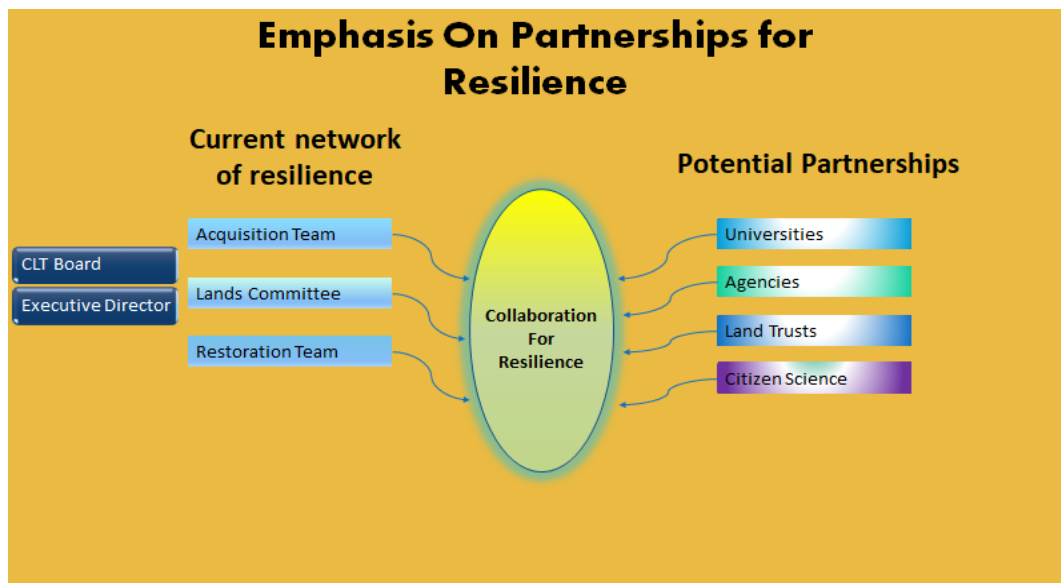 Emphasis On Partnerships for
Resilience
Current network
of resilience
Potential Partnerships
CLT Board
Executive Director
Acquisition Team
Lands Committee
Restoration Team
Collaboration
For
Resilience
Universities
Agencies
Land Trusts
Citizen Science